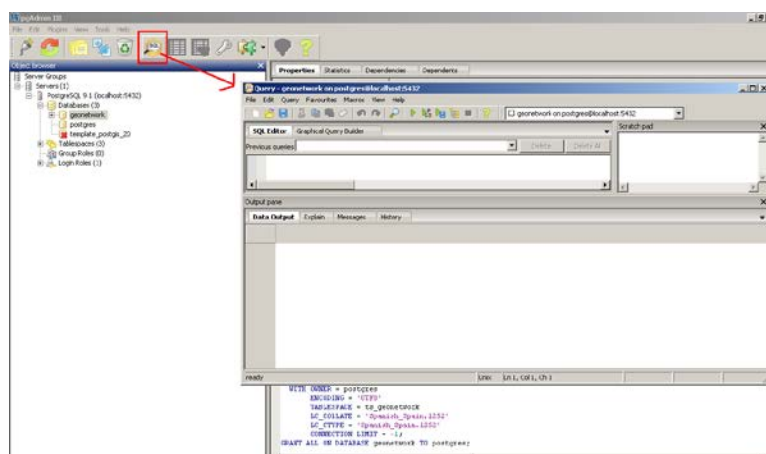 pgAdmin III
File Edit Plugins View Tools Help
Object browser
Server Groups
Servers (1)
PostgreSQL 9.1 (localhost:5432)
Databases (3)
geonetwork
postgres
template_postgis_20
Tablespaces (3)
Group Roles (0)
Login Roles (1)
Properties Statistics Dependencies Dependents
Query - geonetwork on postgres@localhost:5432
File Edit Query Favourites Macros View Help
geonetwork on postgres@localhost:5432
SQL Editor Graphical Query Builder
Scratch pad
Previous queries
Delete Delete All
Output pane
Data Output Explain Messages History
ready
Unix
Ln 1, Col 1, Ch 1
WITH OWNER = postgres
ENCODING = 'UTF8'
TABLESPACE = ts_geonetwork
LC_COLLATE = 'Spanish_Spain.1252'
LC_CTYPE = 'Spanish_Spain.1252'
CONNECTION LIMIT = -1;
GRANT ALL ON DATABASE geonetwork TO postgres;